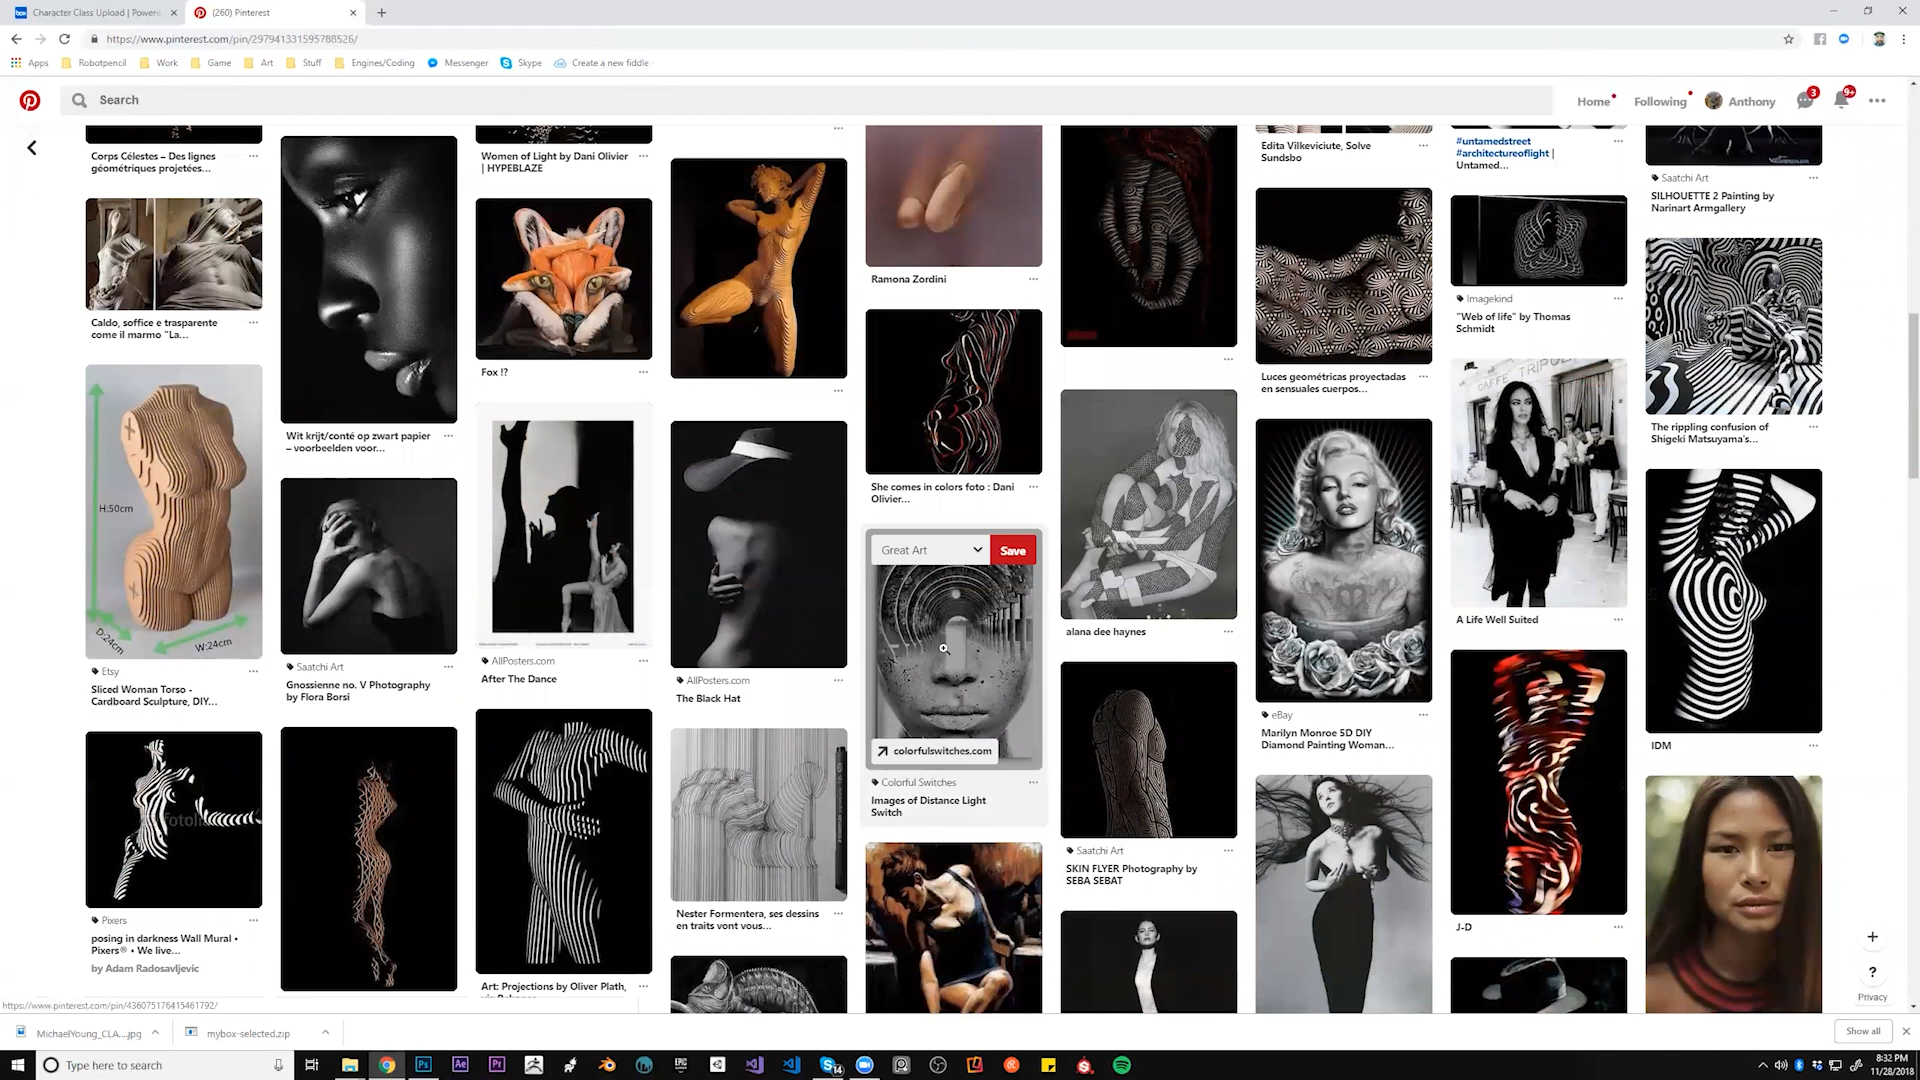 Character Class Upload | Powere
(260) Pinterest
https://www.pinterest.com/pin/297941331595788526/
Apps
Robotpencil
Work
Game
Art
Stuff
Engines/Coding
Messenger
Skype
Create a new fiddle
Search
Home
Following
Anthony
3
9+
Corps Célestes – Des lignes
géométriques projetées...
Caldo, soffice e trasparente
come il marmo "La...
H:50cm
D:24cm
W:24cm
Etsy
Sliced Woman Torso -
Cardboard Sculpture, DIY...
Pixers
posing in darkness Wall Mural •
Pixers® • We live...
by Adam Radosavljevic
Wit krijt/conté op zwart papier
– voorbeelden voor...
Saatchi Art
Gnossienne no. V Photography
by Flora Borsi
Women of Light by Dani Olivier
| HYPEBLAZE
Fox !?
AllPosters.com
After The Dance
Art: Projections by Oliver Plath,
AllPosters.com
The Black Hat
Nester Formentera, ses dessins
en traits vont vous...
Ramona Zordini
She comes in colors foto : Dani
Olivier...
Great Art
Save
colorfulswitches.com
Colorful Switches
Images of Distance Light
Switch
alana dee haynes
Saatchi Art
SKIN FLYER Photography by
SEBA SEBAT
Edita Vilkeviciute, Solve
Sundsbo
Luces geométricas proyectadas
en sensuales cuerpos...
eBay
Marilyn Monroe 5D DIY
Diamond Painting Woman...
#untamedstreet
#architectureoflight |
Untamed...
Imagekind
"Web of life" by Thomas
Schmidt
CAFFE TRIPOLI
A Life Well Suited
J-D
Saatchi Art
SILHOUETTE 2 Painting by
Narinart Armgallery
The rippling confusion of
Shigeki Matsuyama's...
IDM
+
?
Privacy
https://www.pinterest.com/pin/436075176415461792/
MichaelYoung_CLA....jpg
mybox-selected.zip
Show all
Type here to search
Ps
Ae
Pr
14
8:32 PM
11/28/2018